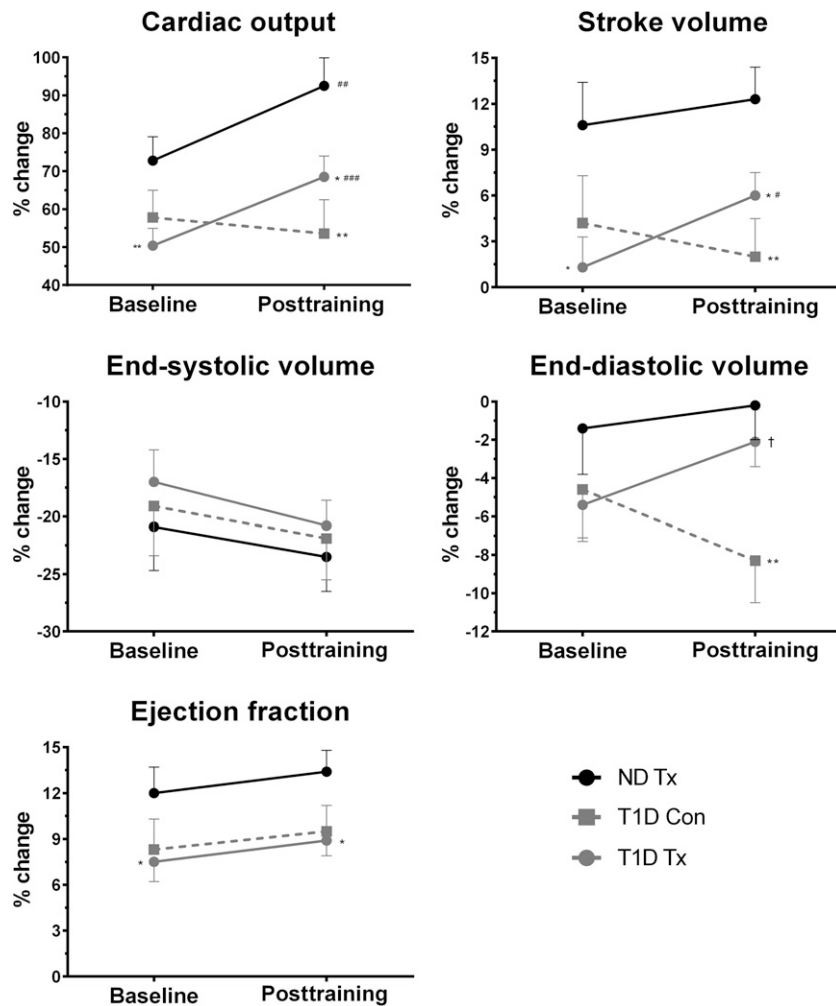 Cardiac output
% change
100
90
80
70
60
50
40
##
* ###
**
**
Baseline Posttraining
Stroke volume
% change
15
12
9
6
3
0
* #
*
**
Baseline Posttraining
End-systolic volume
% change
-10
-15
-20
-25
-30
Baseline Posttraining
End-diastolic volume
% change
0
-2
-4
-6
-8
-10
-12
†
**
Baseline Posttraining
Ejection fraction
% change
15
12
9
6
3
0
*
*
Baseline Posttraining
ND Tx
T1D Con
T1D Tx